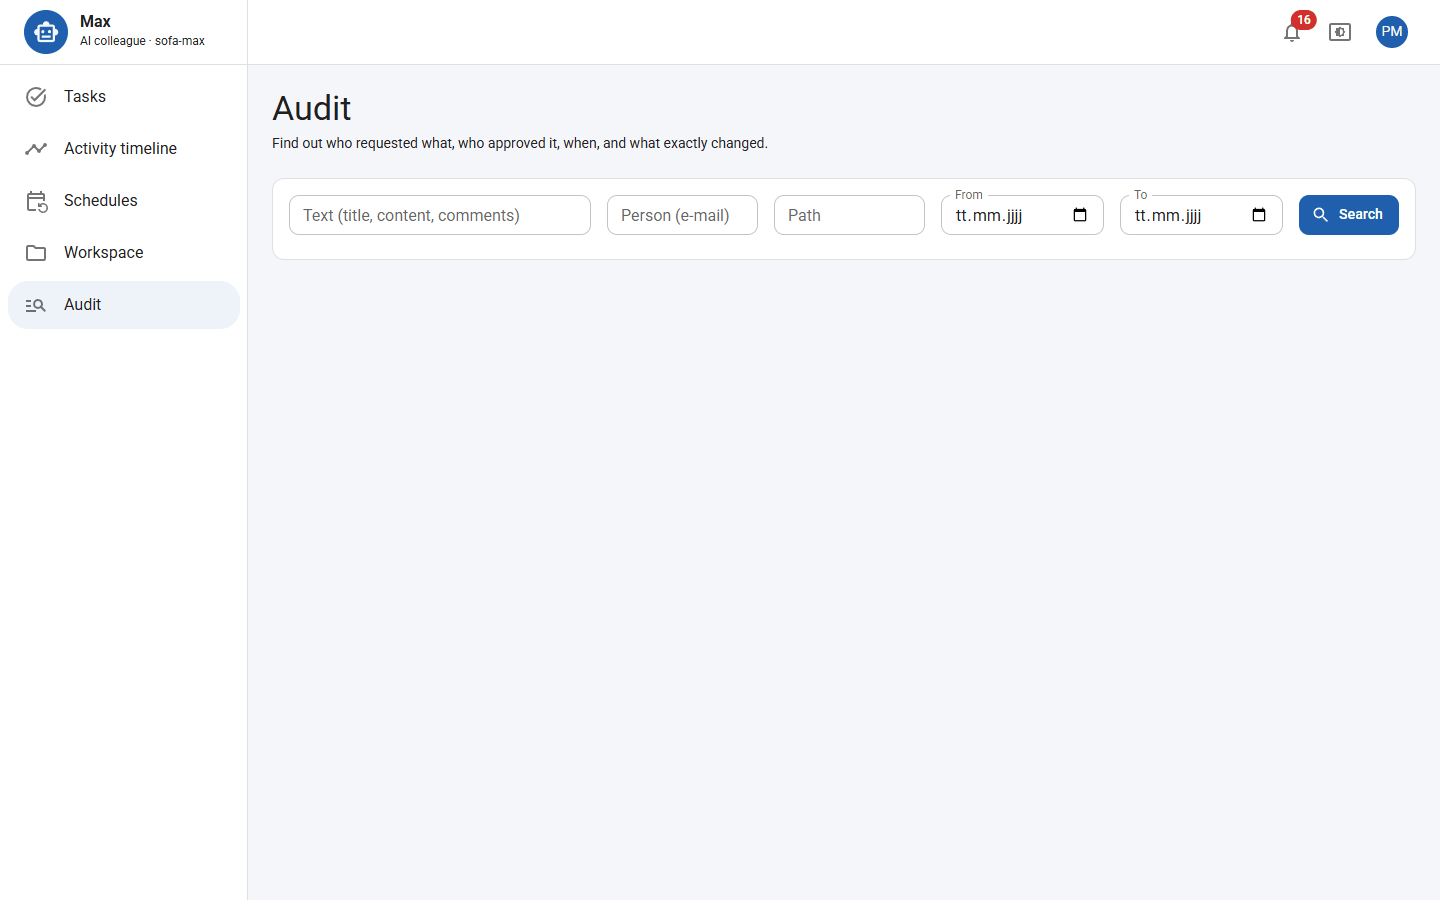 Max
AI colleague · sofa-max
16
PM
Tasks
Activity timeline
Schedules
Workspace
Audit
Audit
Find out who requested what, who approved it, when, and what exactly changed.
Text (title, content, comments)
Person (e-mail)
Path
From
tt.mm.jjjj
To
tt.mm.jjjj
Search